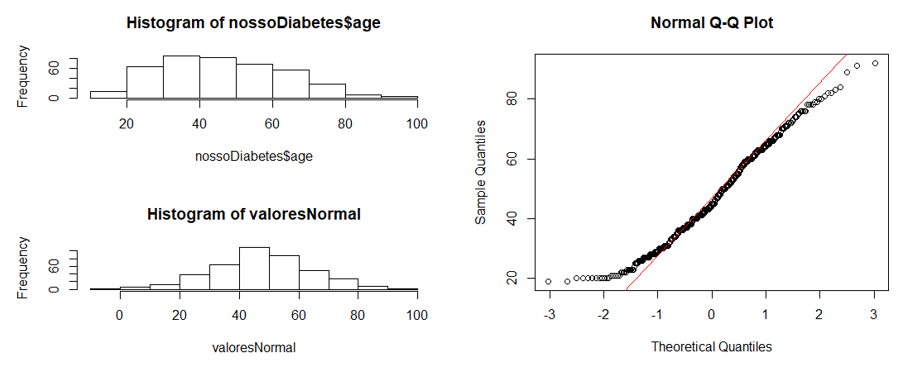 Histogram of nossoDiabetes$age
Frequency
0 60
20 40 60 80 100
nossoDiabetes$age
Histogram of valoresNormal
Frequency
0 60
0 20 40 60 80 100
valoresNormal
Normal Q-Q Plot
Sample Quantiles
20 40 60 80
-3 -2 -1 0 1 2 3
Theoretical Quantiles